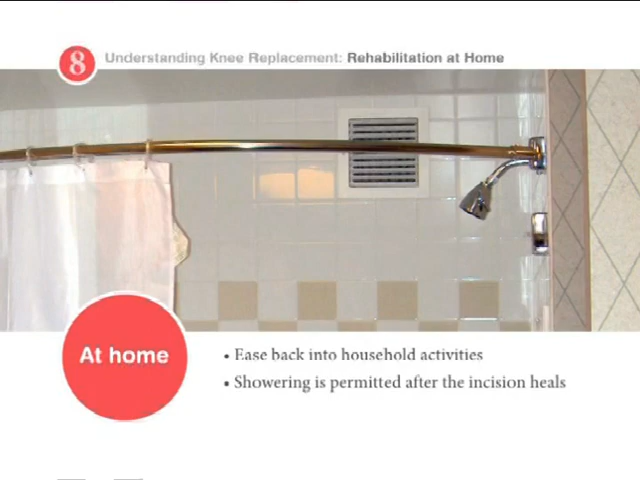 8
Understanding Knee Replacement: Rehabilitation at Home
At home
• Ease back into household activities
• Showering is permitted after the incision heals